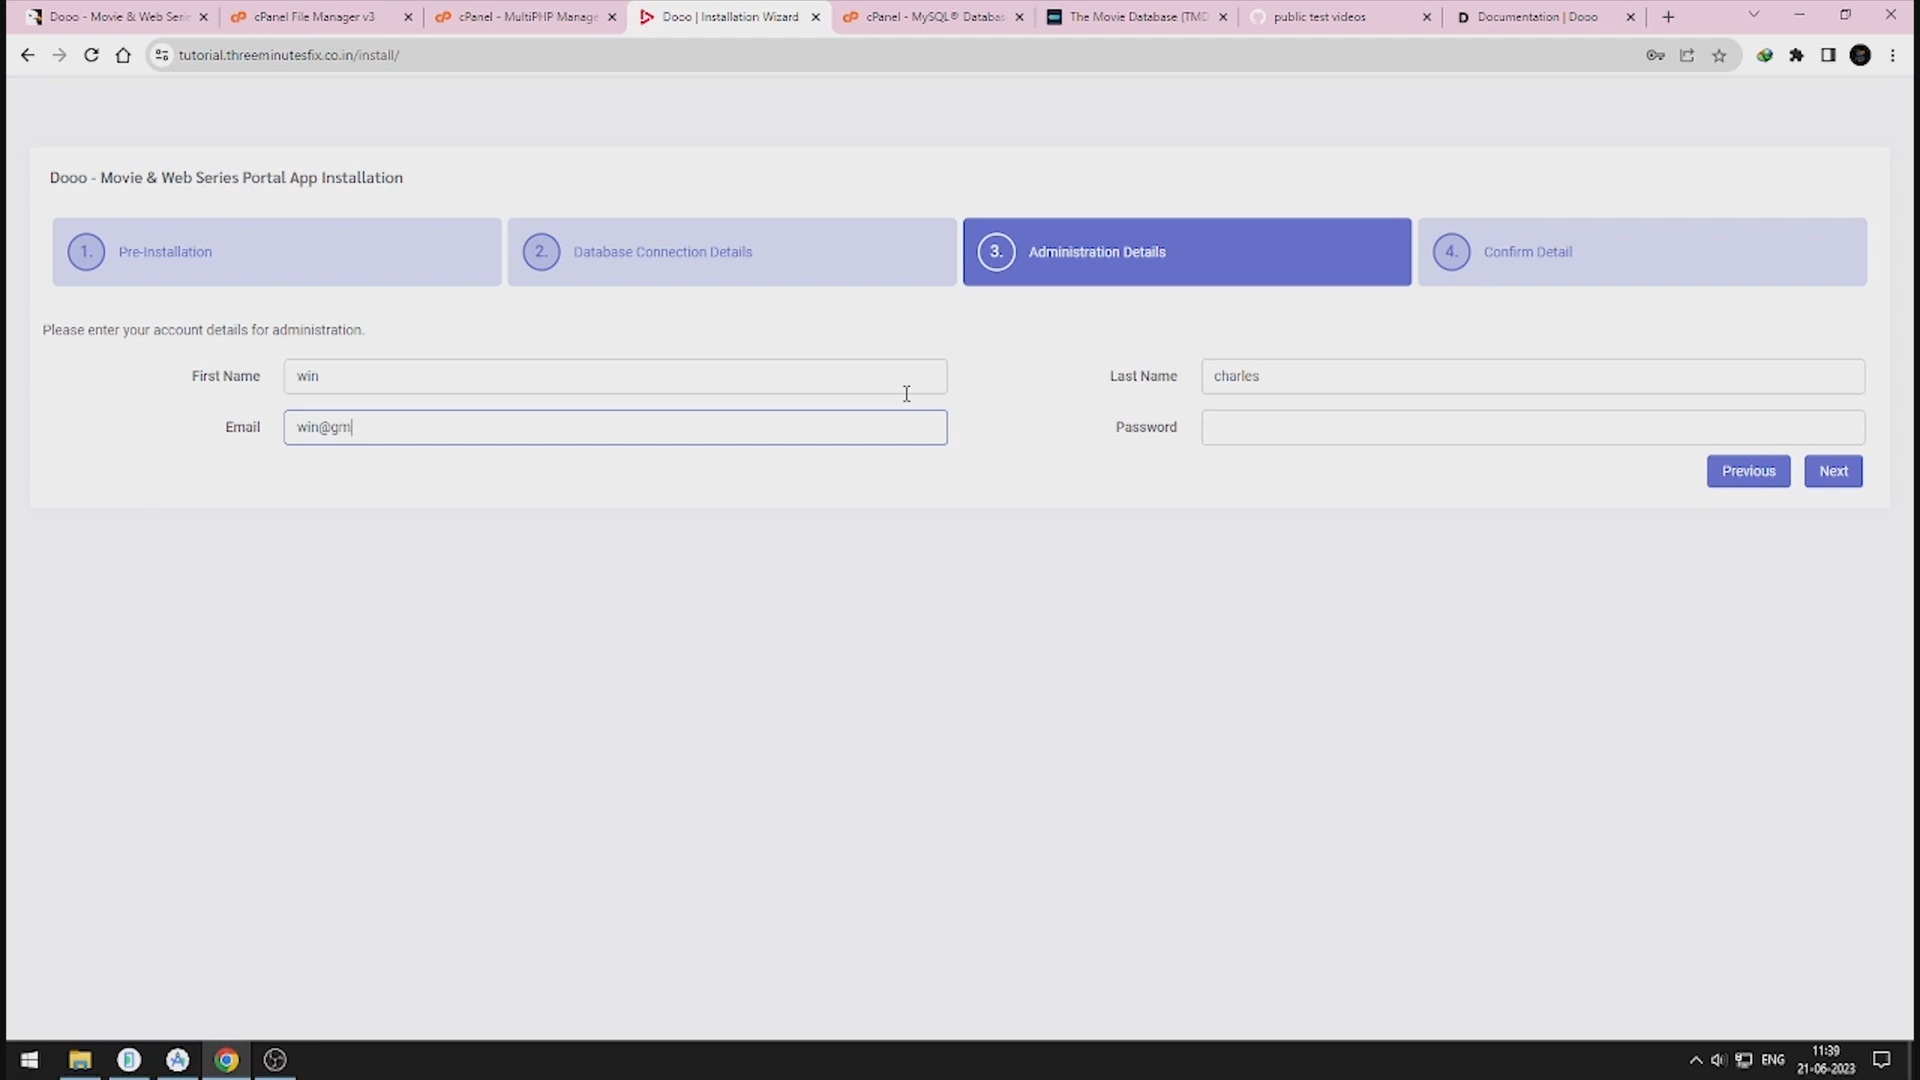 Dooo - Movie & Web Serie
cPanel File Manager v3
cPanel - MultiPHP Manage
Dooo | Installation Wizard
cPanel - MySQL® Databas
The Movie Database (TMD
public test videos
Documentation | Dooo
tutorial.threeminutesfix.co.in/install/
Dooo - Movie & Web Series Portal App Installation
1. Pre-Installation
2. Database Connection Details
3. Administration Details
4. Confirm Detail
Please enter your account details for administration.
First Name win
Last Name charles
Email win@gm
Password
Previous Next
ENG
11:39
21-06-2023